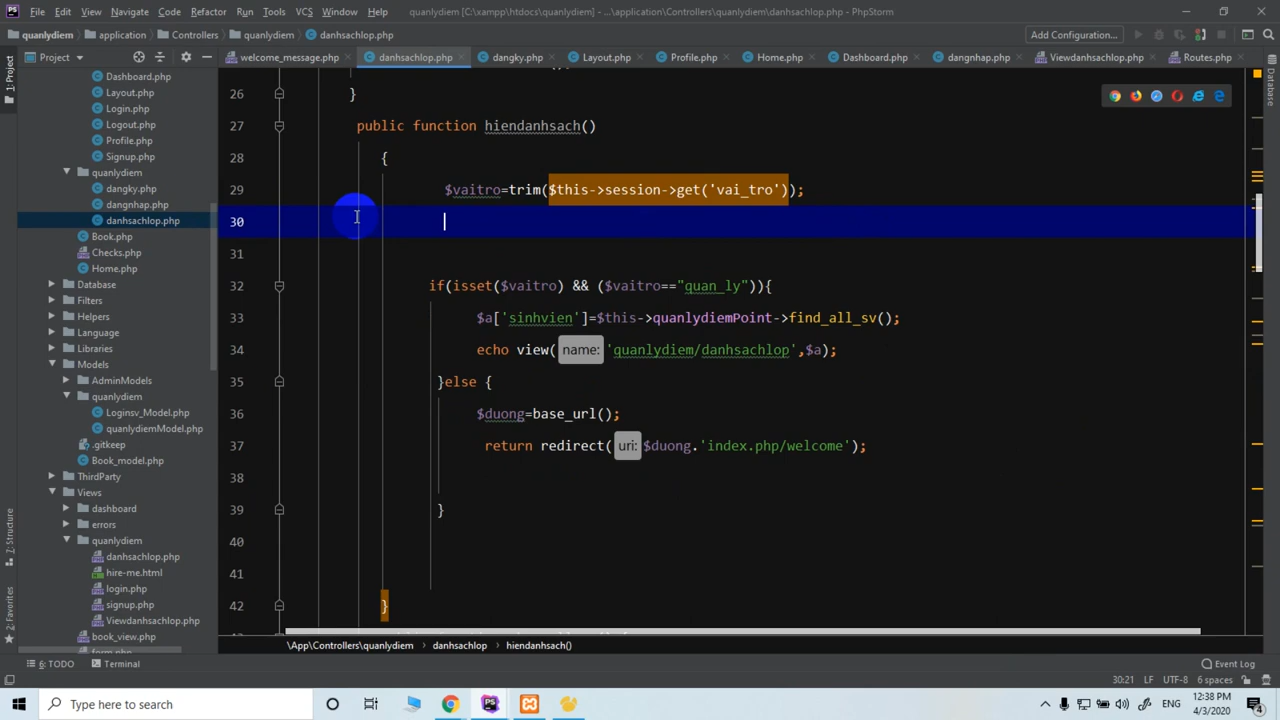 File Edit View Navigate Code Refactor Run Tools VCS Window Help quanlydiem [C:\xampp\htdocs\quanlydiem] - ...\application\Controllers\quanlydiem\danhsachlop.php - PhpStorm
quanlydiem application Controllers quanlydiem danhsachlop.php Add Configuration...
Project welcome_message.php danhsachlop.php dangky.php Layout.php Profile.php Home.php Dashboard.php dangnhap.php Viewdanhsachlop.php Routes.php
1: Project
Dashboard.php
Layout.php
Login.php
Logout.php
Profile.php
Signup.php
quanlydiem
dangky.php
dangnhap.php
danhsachlop.php
Book.php
Checks.php
Home.php
Database
Filters
Helpers
Language
Libraries
Models
AdminModels
quanlydiem
Loginsv_Model.php
quanlydiemModel.php
.gitkeep
Book_model.php
ThirdParty
Views
dashboard
errors
quanlydiem
danhsachlop.php
hire-me.html
login.php
signup.php
Viewdanhsachlop.php
book_view.php
7: Structure
2: Favorites
26 }
27 public function hiendanhsach()
28 {
29 $vaitro=trim($this->session->get('vai_tro'));
30
31
32 if(isset($vaitro) && ($vaitro=="quan_ly")){
33 $a['sinhvien']=$this->quanlydiemPoint->find_all_sv();
34 echo view( name: 'quanlydiem/danhsachlop',$a);
35 }else {
36 $duong=base_url();
37 return redirect( uri: $duong.'index.php/welcome');
38
39 }
40
41
42 }
Database
\App\Controllers\quanlydiem danhsachlop hiendanhsach()
6: TODO Terminal Event Log
30:21 LF UTF-8 6 spaces
Type here to search
ENG
12:38 PM
4/3/2020
4